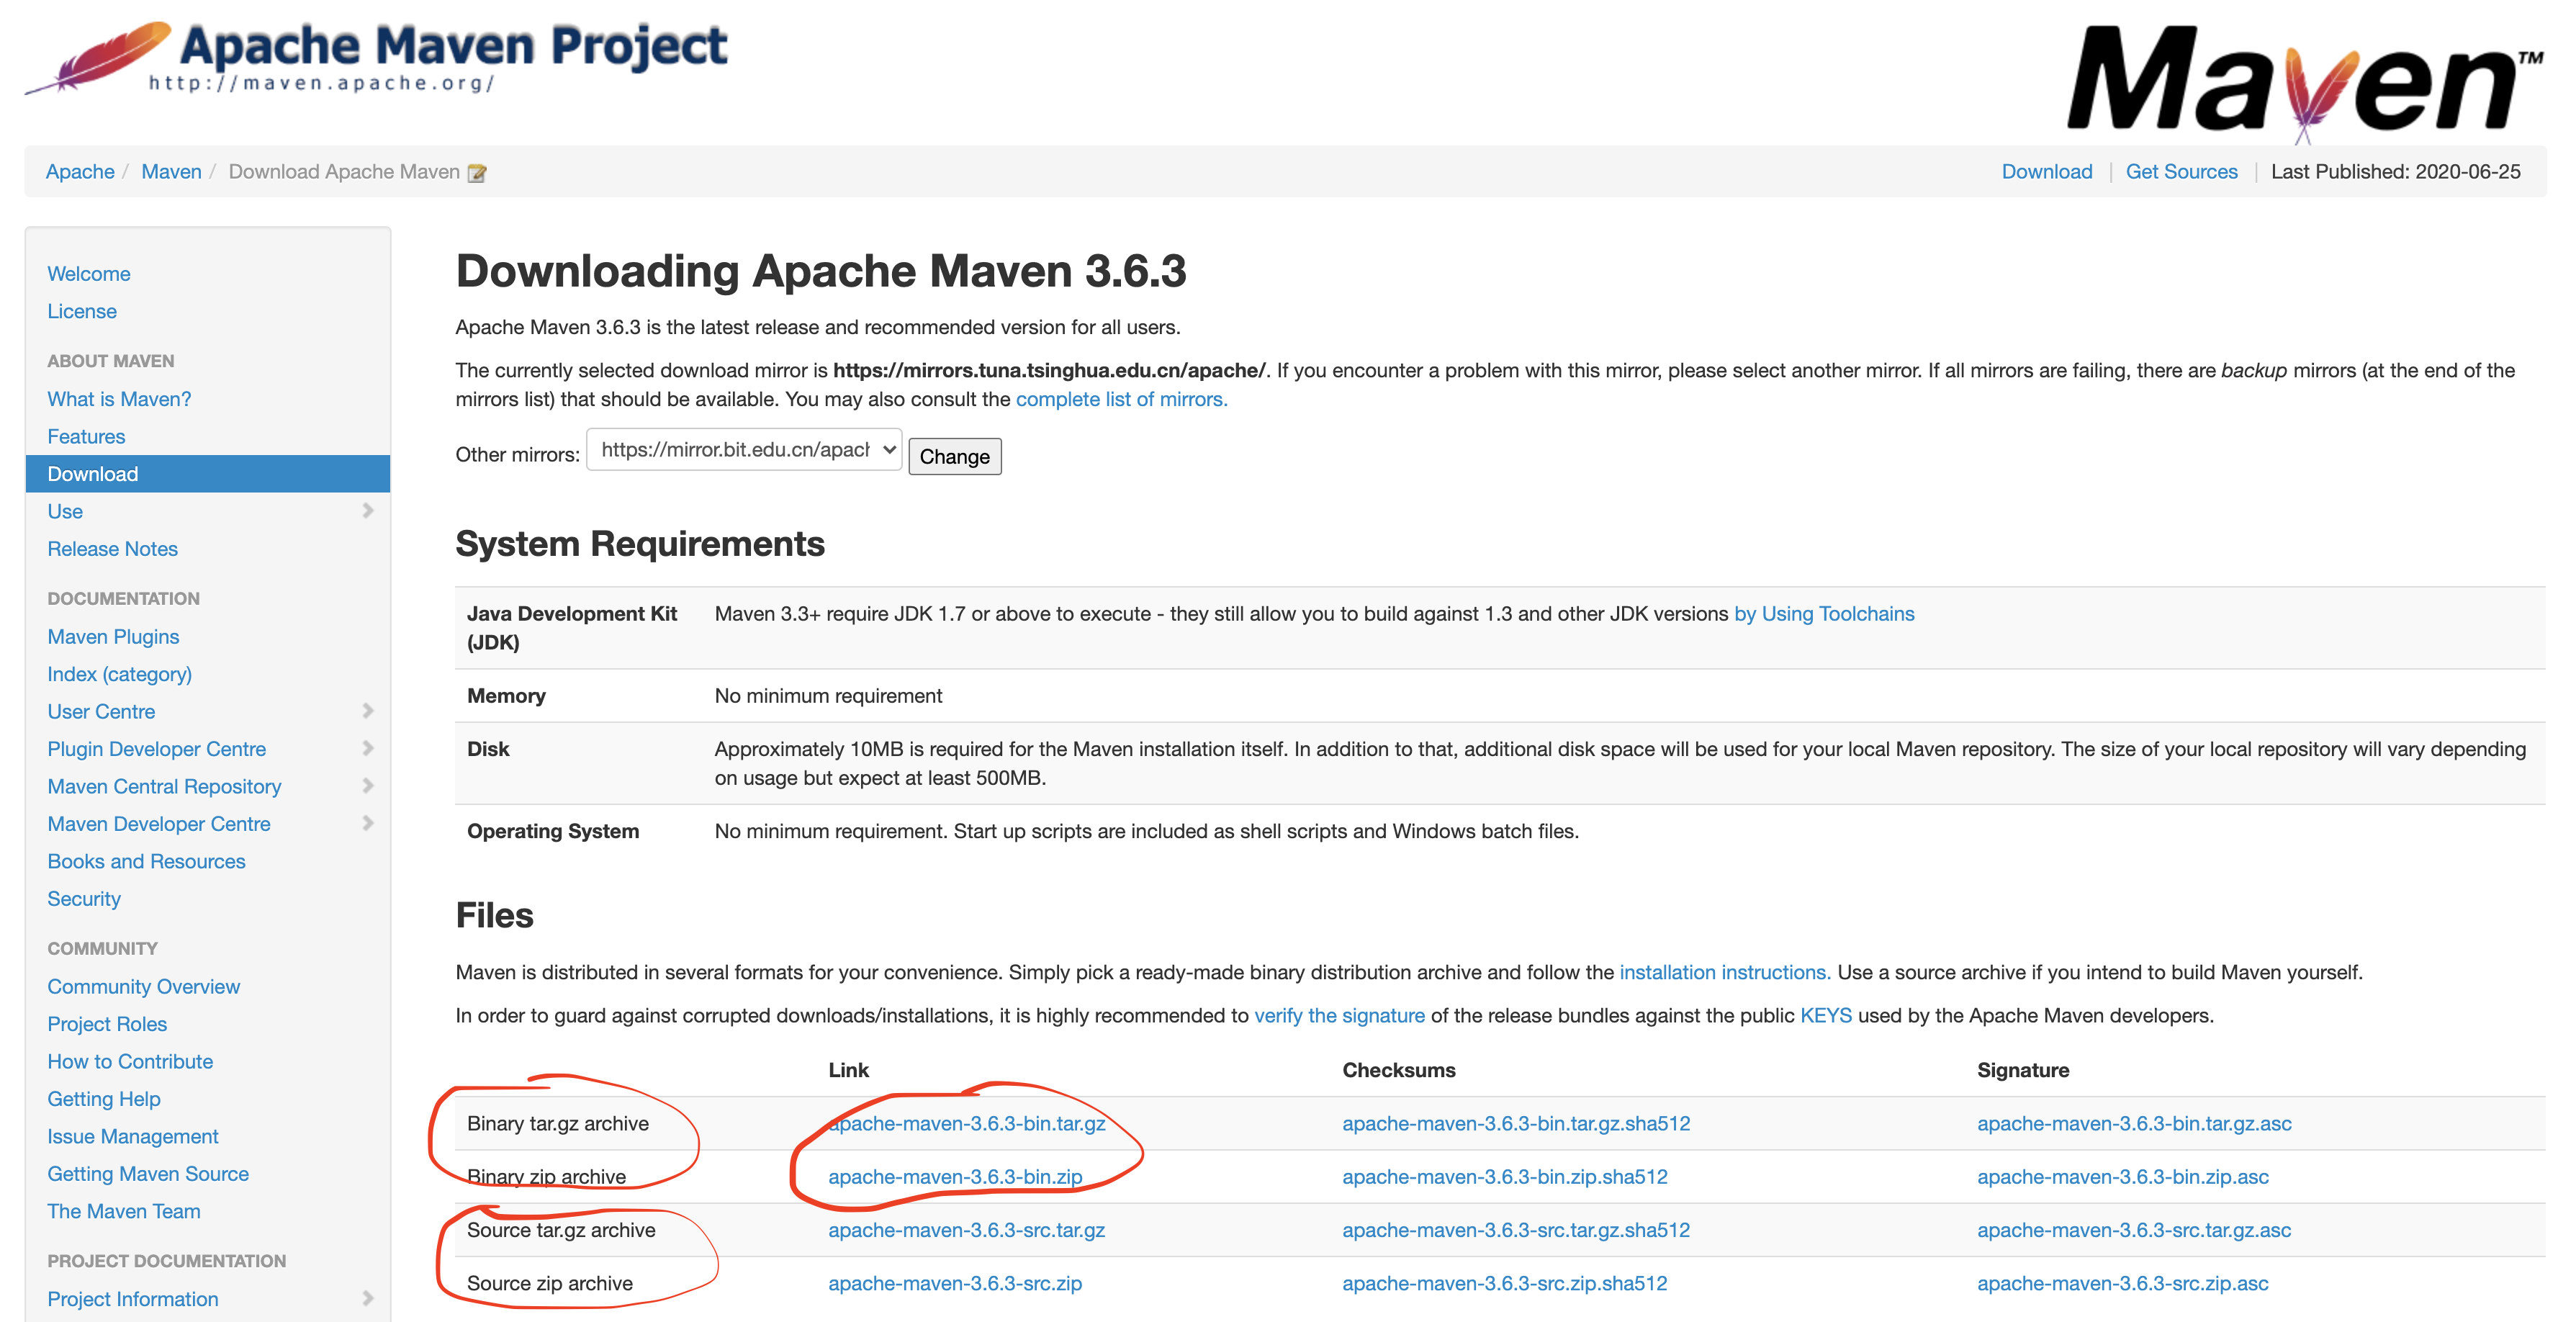 Apache Maven Project
http://maven.apache.org/
Maven™
Apache / Maven / Download Apache Maven
Download | Get Sources | Last Published: 2020-06-25
Welcome
License
ABOUT MAVEN
What is Maven?
Features
Download
Use
Release Notes
DOCUMENTATION
Maven Plugins
Index (category)
User Centre
Plugin Developer Centre
Maven Central Repository
Maven Developer Centre
Books and Resources
Security
COMMUNITY
Community Overview
Project Roles
How to Contribute
Getting Help
Issue Management
Getting Maven Source
The Maven Team
PROJECT DOCUMENTATION
Project Information
Downloading Apache Maven 3.6.3
Apache Maven 3.6.3 is the latest release and recommended version for all users.
The currently selected download mirror is https://mirrors.tuna.tsinghua.edu.cn/apache/. If you encounter a problem with this mirror, please select another mirror. If all mirrors are failing, there are backup mirrors (at the end of the
mirrors list) that should be available. You may also consult the complete list of mirrors.
Other mirrors: https://mirror.bit.edu.cn/apach Change
System Requirements
Java Development Kit Maven 3.3+ require JDK 1.7 or above to execute - they still allow you to build against 1.3 and other JDK versions by Using Toolchains
(JDK)
Memory No minimum requirement
Disk Approximately 10MB is required for the Maven installation itself. In addition to that, additional disk space will be used for your local Maven repository. The size of your local repository will vary depending
on usage but expect at least 500MB.
Operating System No minimum requirement. Start up scripts are included as shell scripts and Windows batch files.
Files
Maven is distributed in several formats for your convenience. Simply pick a ready-made binary distribution archive and follow the installation instructions. Use a source archive if you intend to build Maven yourself.
In order to guard against corrupted downloads/installations, it is highly recommended to verify the signature of the release bundles against the public KEYS used by the Apache Maven developers.
Link Checksums Signature
Binary tar.gz archive apache-maven-3.6.3-bin.tar.gz apache-maven-3.6.3-bin.tar.gz.sha512 apache-maven-3.6.3-bin.tar.gz.asc
Binary zip archive apache-maven-3.6.3-bin.zip apache-maven-3.6.3-bin.zip.sha512 apache-maven-3.6.3-bin.zip.asc
Source tar.gz archive apache-maven-3.6.3-src.tar.gz apache-maven-3.6.3-src.tar.gz.sha512 apache-maven-3.6.3-src.tar.gz.asc
Source zip archive apache-maven-3.6.3-src.zip apache-maven-3.6.3-src.zip.sha512 apache-maven-3.6.3-src.zip.asc